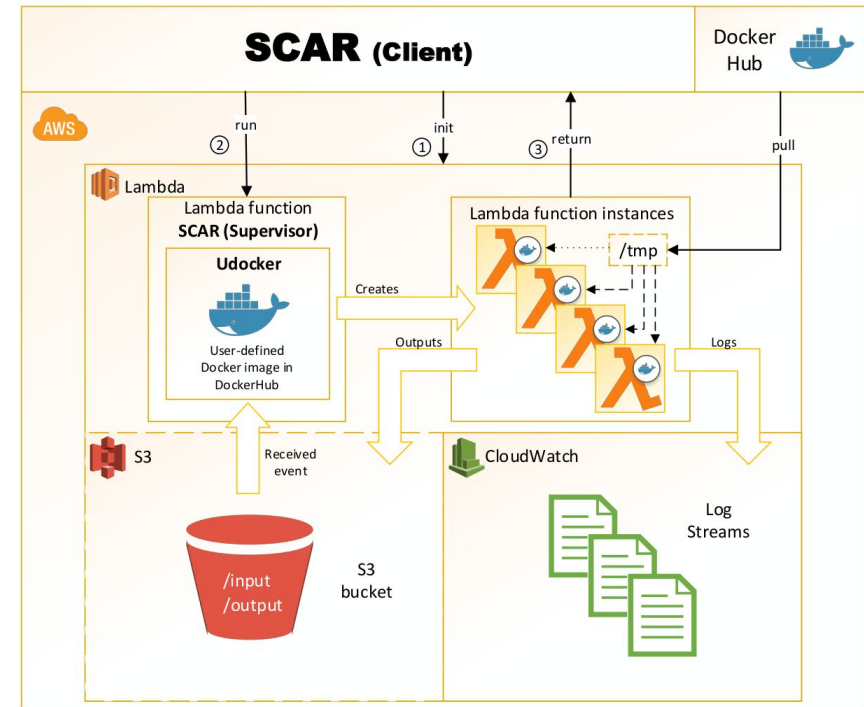 SCAR (Client)
Docker
Hub
AWS
② run
① init
③ return
pull
Lambda
Lambda function
SCAR (Supervisor)
Udocker
User-defined
Docker image in
DockerHub
Lambda function instances
/tmp
Creates
Outputs
Logs
S3
Received
event
/input
/output
S3
bucket
CloudWatch
Log
Streams